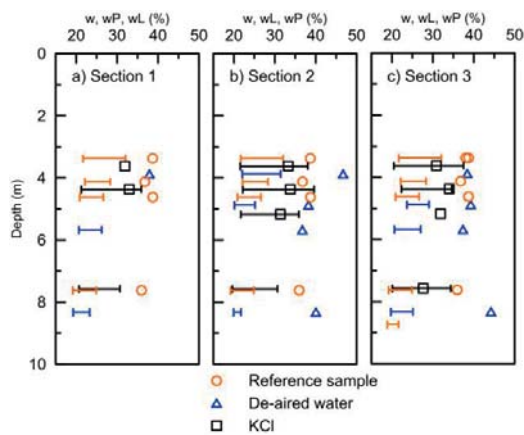 w, wP, wL (%) w, wL, wP (%) w, wP, wL (%)
10 20 30 40 50 20 30 40 50 20 30 40 50
0
a) Section 1 b) Section 2 c) Section 3
2
4
Depth (m)
6
8
10
Reference sample
De-aired water
KCl